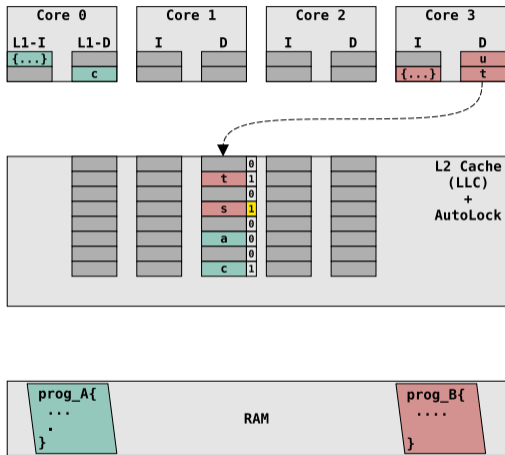 Core 0
Core 1
Core 2
Core 3
L1-I
L1-D
I
D
I
D
I
D
{...}
c
{...}
u
t
0
t 1
0
s 1
0
a 0
0
c 1
L2 Cache
(LLC)
+
AutoLock
prog_A{
...
.
}
RAM
prog_B{
....
}